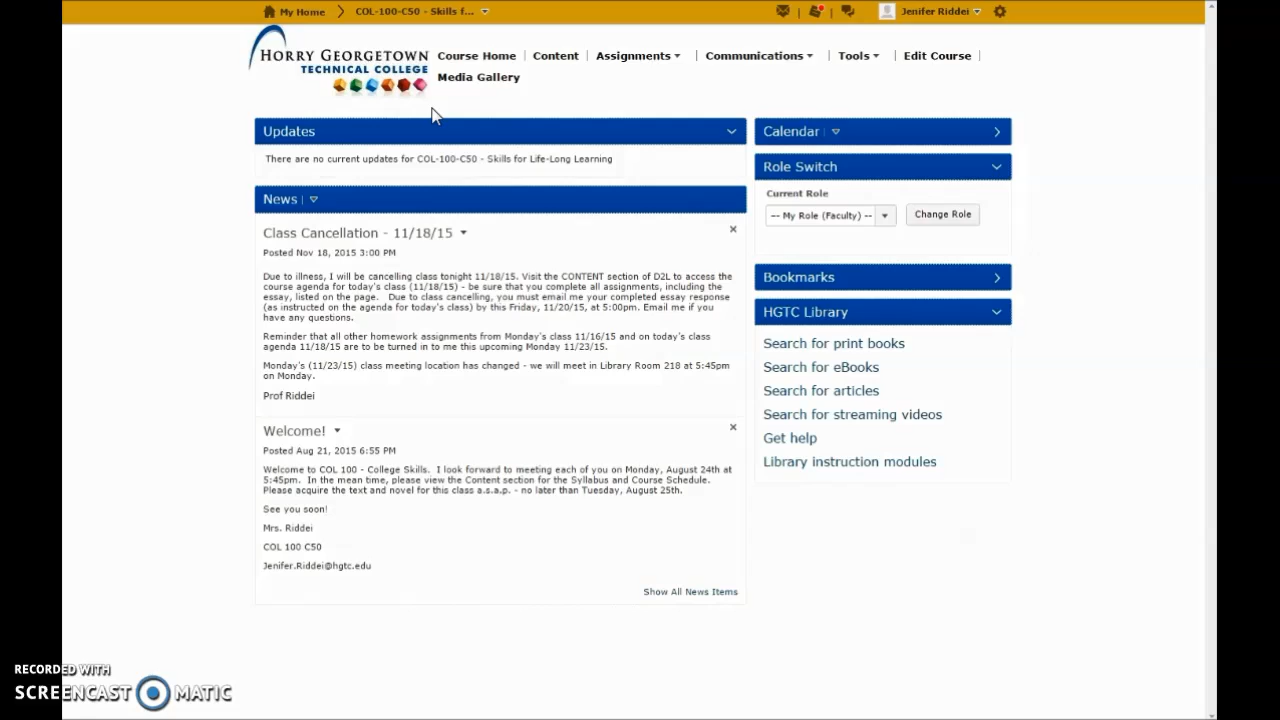 My Home COL-100-C50 - Skills f... Jenifer Riddei
HORRY GEORGETOWN
TECHNICAL COLLEGE
Course Home Content Assignments Communications Tools Edit Course
Media Gallery
Updates
There are no current updates for COL-100-C50 - Skills for Life-Long Learning
News
Class Cancellation - 11/18/15
Posted Nov 18, 2015 3:00 PM
Due to illness, I will be cancelling class tonight 11/18/15. Visit the CONTENT section of D2L to access the
course agenda for today's class (11/18/15) - be sure that you complete all assignments, including the
essay, listed on the page. Due to class cancelling, you must email me your completed essay response
(as instructed on the agenda for today's class) by this Friday, 11/20/15, at 5:00pm. Email me if you
have any questions.
Reminder that all other homework assignments from Monday's class 11/16/15 and on today's class
agenda 11/18/15 are to be turned in to me this upcoming Monday 11/23/15.
Monday's (11/23/15) class meeting location has changed - we will meet in Library Room 218 at 5:45pm
on Monday.
Prof Riddei
Welcome!
Posted Aug 21, 2015 6:55 PM
Welcome to COL 100 - College Skills. I look forward to meeting each of you on Monday, August 24th at
5:45pm. In the mean time, please view the Content section for the Syllabus and Course Schedule.
Please acquire the text and novel for this class a.s.a.p. - no later than Tuesday, August 25th.
See you soon!
Mrs. Riddei
COL 100 C50
Jenifer.Riddei@hgtc.edu
Show All News Items
Calendar
Role Switch
Current Role
-- My Role (Faculty) -- Change Role
Bookmarks
HGTC Library
Search for print books
Search for eBooks
Search for articles
Search for streaming videos
Get help
Library instruction modules
RECORDED WITH
SCREENCAST MATIC